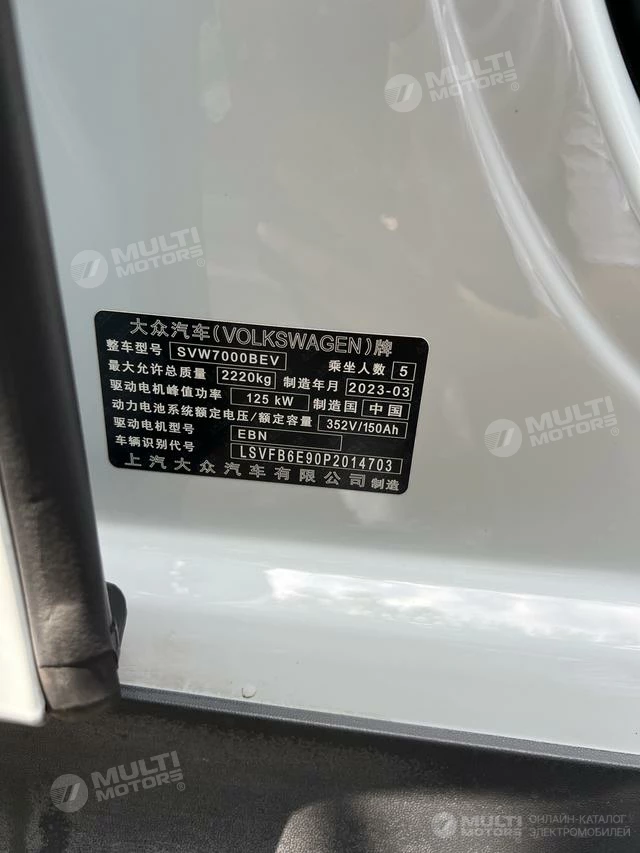 MULTI
MOTORS
MULTI
MOTORS
大众汽车(VOLKSWAGEN)牌
整车型号 SVW7000BEV 乘坐人数 5
最大允许总质量 2220kg 制造年月 2023-03
驱动电机峰值功率 125 kW 制造国 中国
动力电池系统额定电压/额定容量 352V/150Ah
驱动电机型号 EBN
车辆识别代号 LSVFB6E90P2014703
上汽大众汽车有限公司 制造
MULTI
MOTORS
MULTI
MOTORS
MULTI
MOTORS
ОНЛАЙН-КАТАЛОГ
ЭЛЕКТРОМОБИЛЕЙ